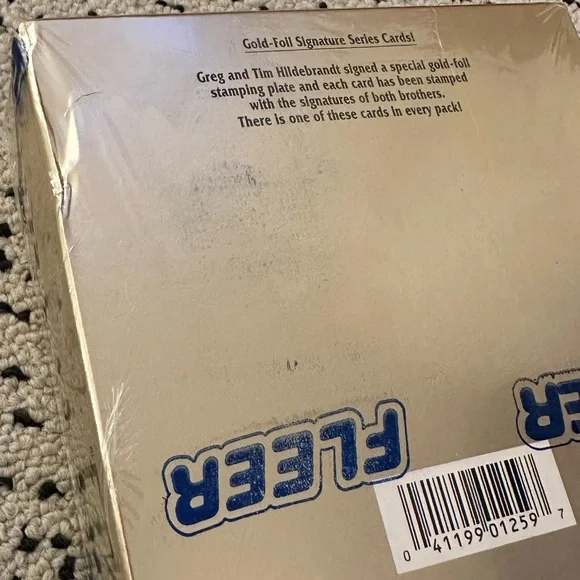 Gold-Foil Signature Series Cards!
Greg and Tim Hildebrandt signed a special gold-foil
stamping plate and each card has been stamped
with the signatures of both brothers.
There is one of these cards in every pack!
FLEER
ER
0 41199 01259 7